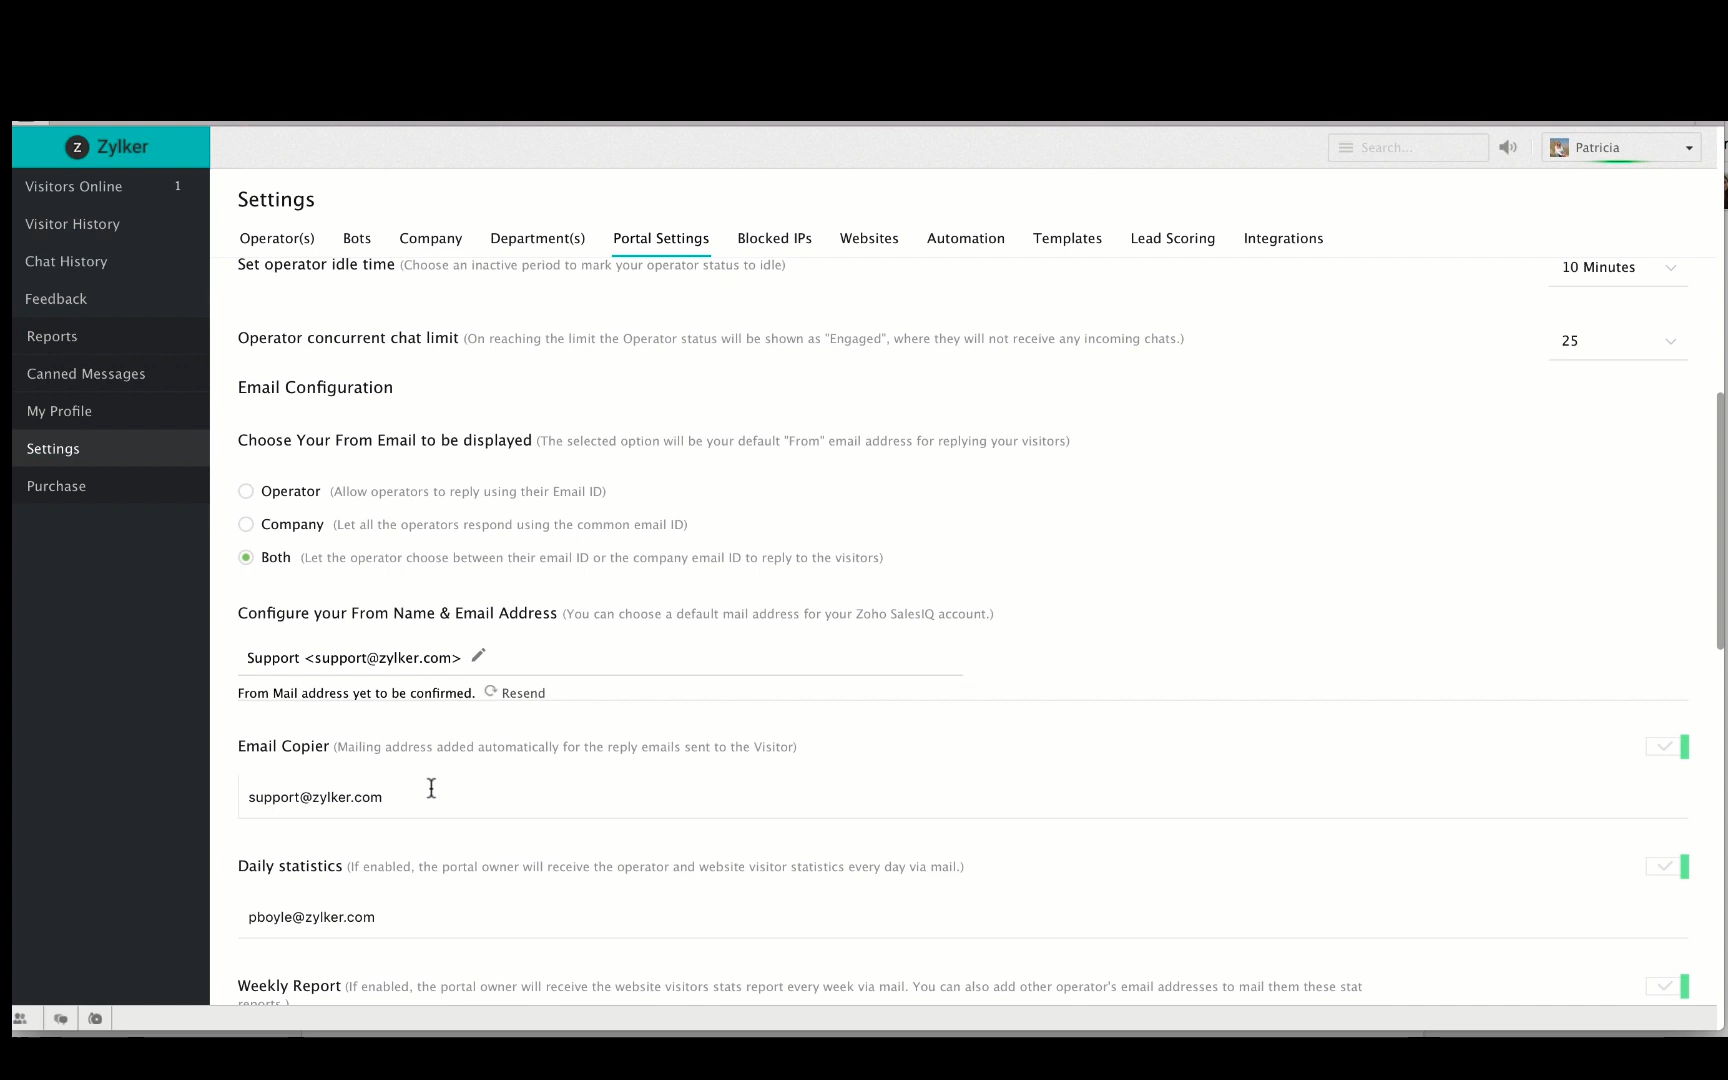 Z Zylker
Search...
Patricia
Visitors Online 1
Visitor History
Chat History
Feedback
Reports
Canned Messages
My Profile
Settings
Purchase
Settings
Operator(s) Bots Company Department(s) Portal Settings Blocked IPs Websites Automation Templates Lead Scoring Integrations
Set operator idle time (Choose an inactive period to mark your operator status to idle) 10 Minutes
Operator concurrent chat limit (On reaching the limit the Operator status will be shown as "Engaged", where they will not receive any incoming chats.) 25
Email Configuration
Choose Your From Email to be displayed (The selected option will be your default "From" email address for replying your visitors)
Operator (Allow operators to reply using their Email ID)
Company (Let all the operators respond using the common email ID)
Both (Let the operator choose between their email ID or the company email ID to reply to the visitors)
Configure your From Name & Email Address (You can choose a default mail address for your Zoho SalesIQ account.)
Support <support@zylker.com>
From Mail address yet to be confirmed. Resend
Email Copier (Mailing address added automatically for the reply emails sent to the Visitor)
support@zylker.com
Daily statistics (If enabled, the portal owner will receive the operator and website visitor statistics every day via mail.)
pboyle@zylker.com
Weekly Report (If enabled, the portal owner will receive the website visitors stats report every week via mail. You can also add other operator's email addresses to mail them these stat
reports.)